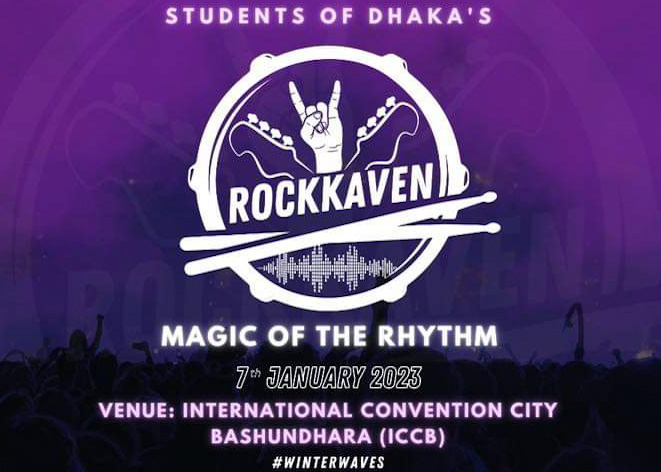 STUDENTS OF DHAKA'S
ROCKKAVEN
MAGIC OF THE RHYTHM
7th JANUARY 2023
VENUE: INTERNATIONAL CONVENTION CITY
BASHUNDHARA (ICCB)
#WINTERWAVES